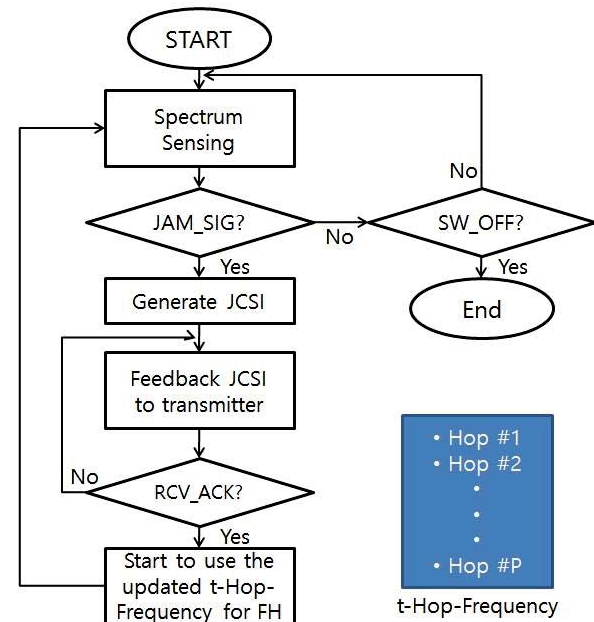 START
Spectrum
Sensing
JAM_SIG?
No
Yes
SW_OFF?
No
Yes
End
Generate JCSI
Feedback JCSI
to transmitter
RCV_ACK?
No
Yes
Start to use the
updated t-Hop-
Frequency for FH
• Hop #1
• Hop #2
•
•
•
• Hop #P
t-Hop-Frequency